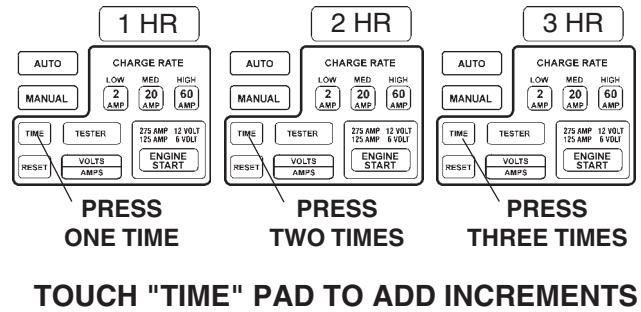 1 HR
AUTO
MANUAL
CHARGE RATE
LOW MED HIGH
2 AMP 20 AMP 60 AMP
TIME
TESTER
275 AMP 12 VOLT
125 AMP 6 VOLT
RESET
VOLTS
AMPS
ENGINE
START
PRESS
ONE TIME
2 HR
AUTO
MANUAL
CHARGE RATE
LOW MED HIGH
2 AMP 20 AMP 60 AMP
TIME
TESTER
275 AMP 12 VOLT
125 AMP 6 VOLT
RESET
VOLTS
AMPS
ENGINE
START
PRESS
TWO TIMES
3 HR
AUTO
MANUAL
CHARGE RATE
LOW MED HIGH
2 AMP 20 AMP 60 AMP
TIME
TESTER
275 AMP 12 VOLT
125 AMP 6 VOLT
RESET
VOLTS
AMPS
ENGINE
START
PRESS
THREE TIMES
TOUCH "TIME" PAD TO ADD INCREMENTS